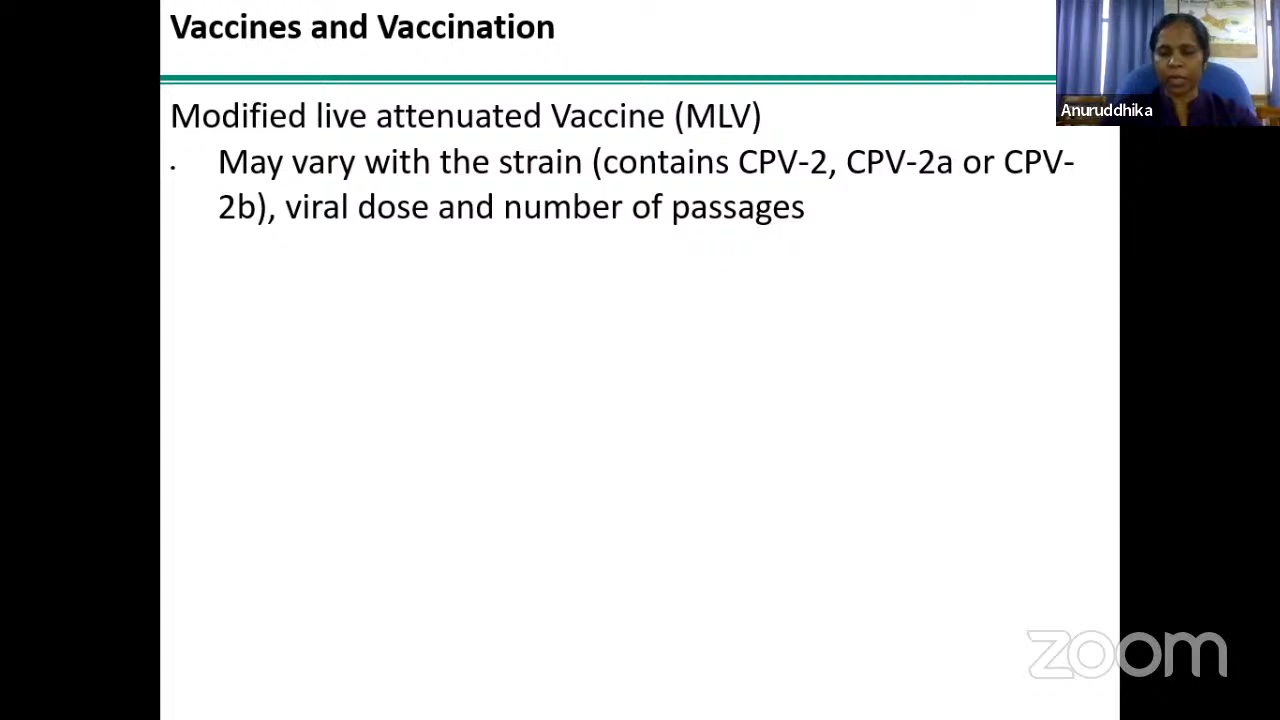 Vaccines and Vaccination
Anuruddhika
Modified live attenuated Vaccine (MLV)
· May vary with the strain (contains CPV-2, CPV-2a or CPV-
2b), viral dose and number of passages
zoom